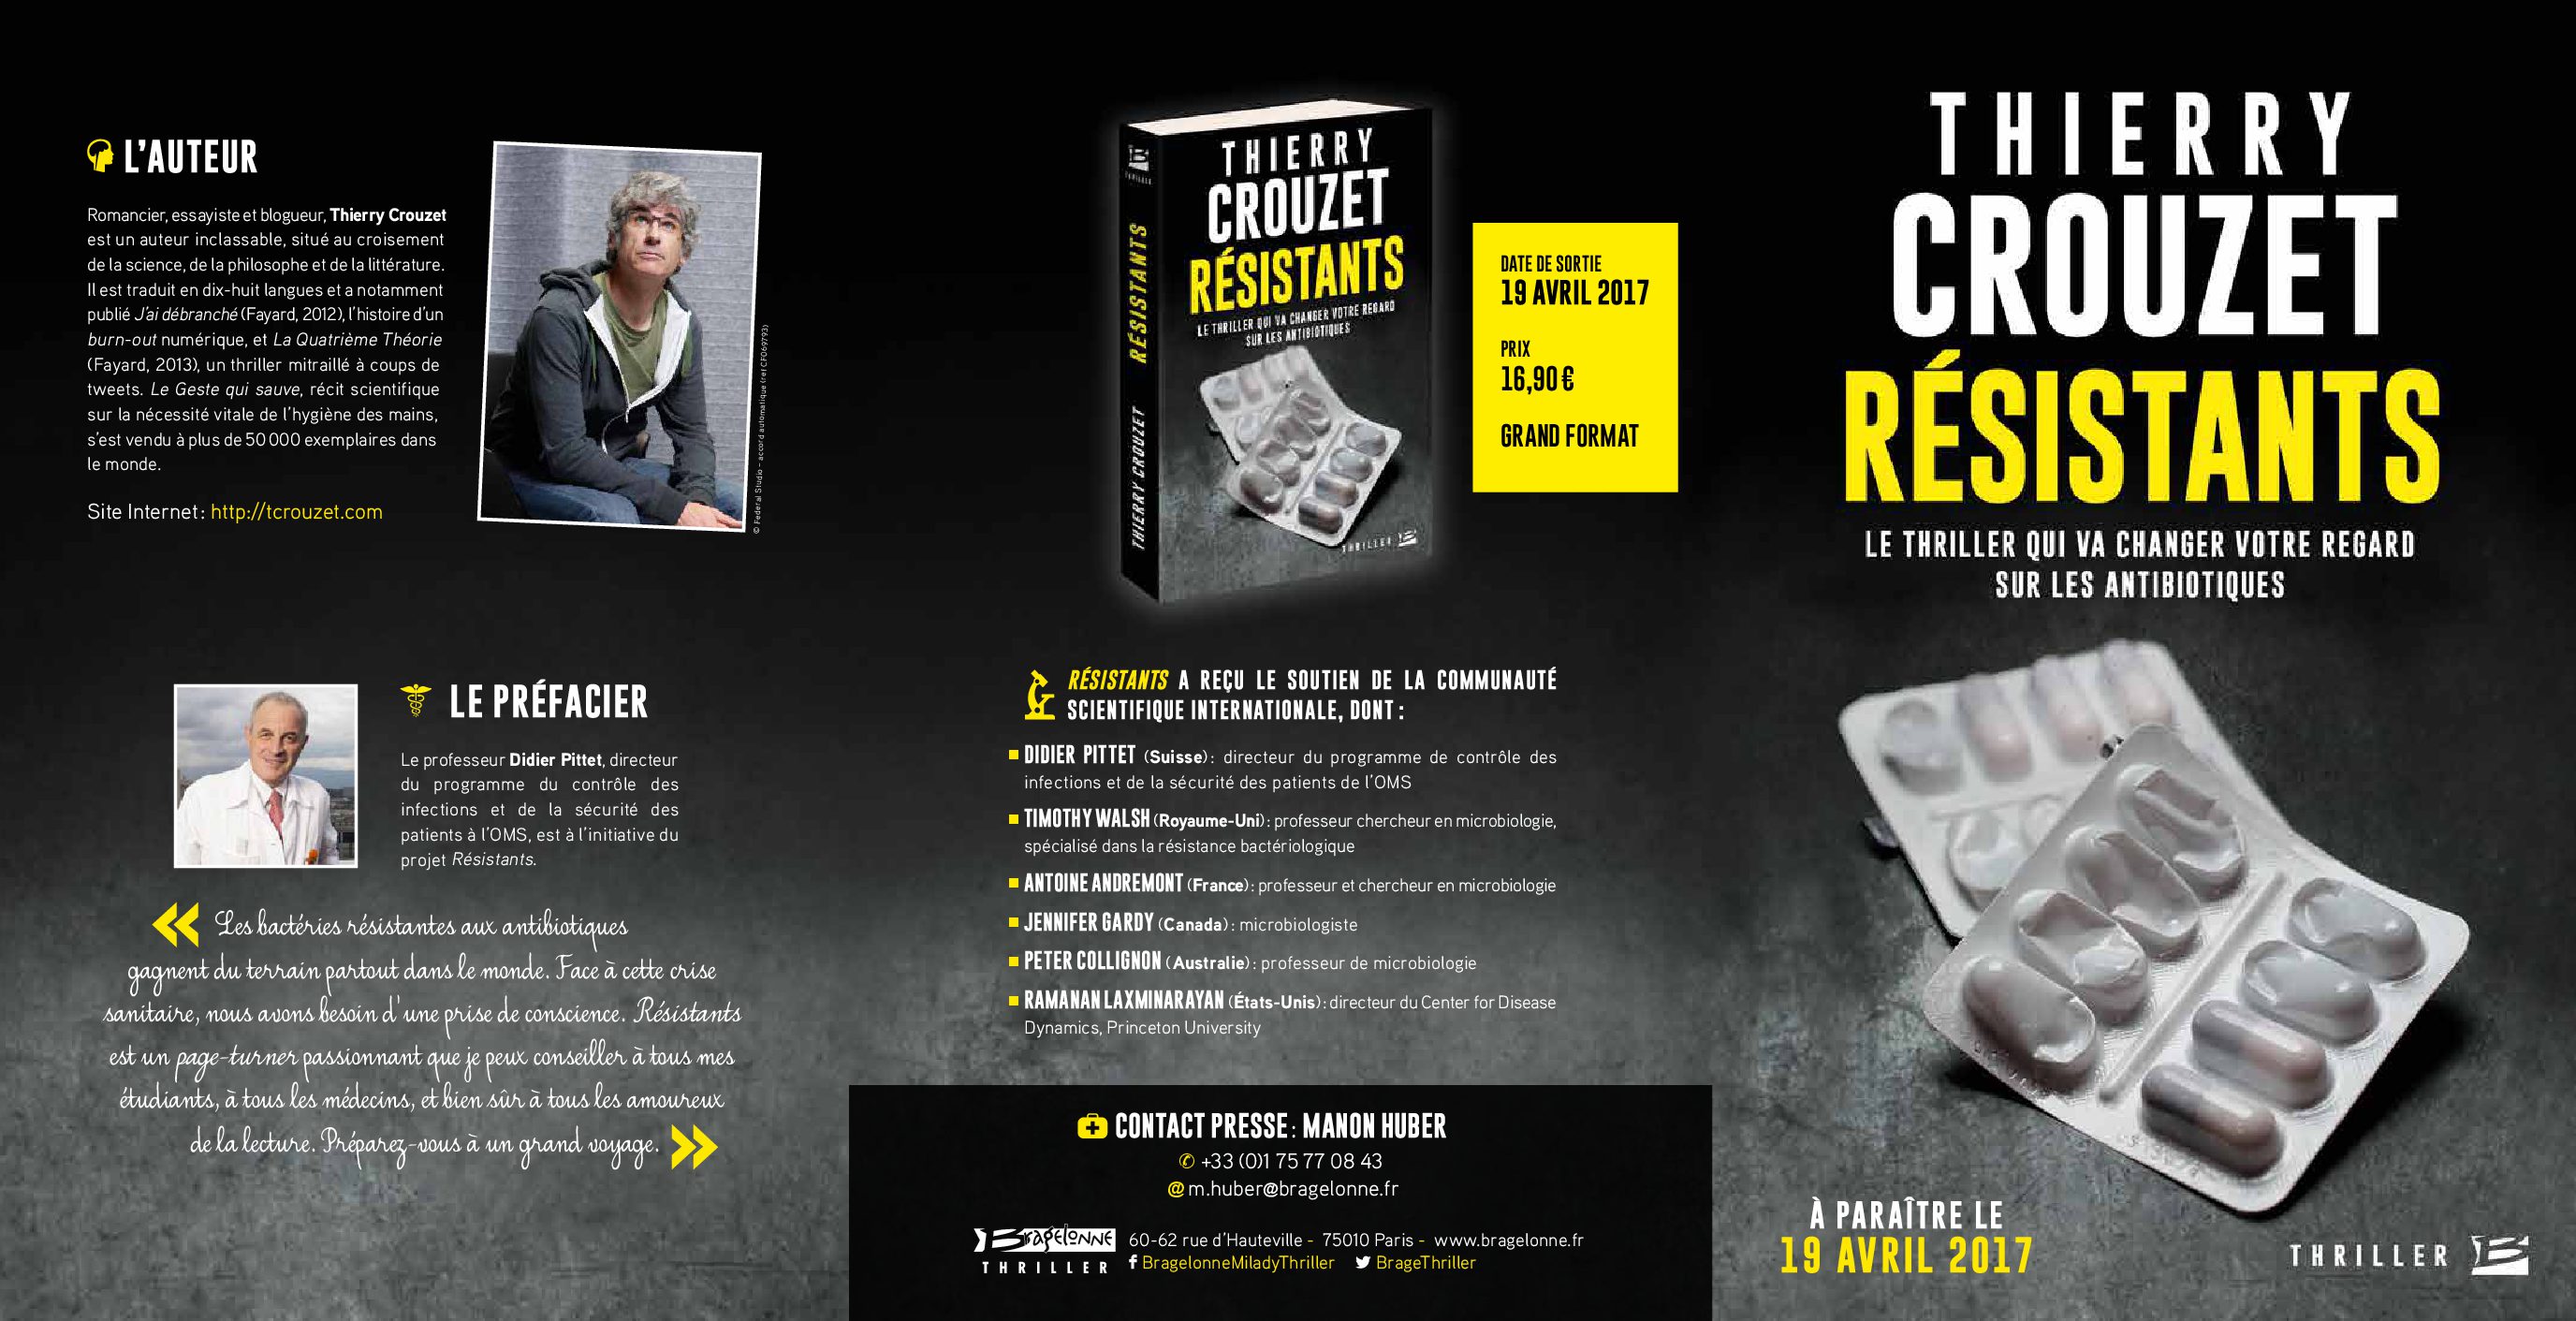 L'AUTEUR
Romancier, essayiste et blogueur, Thierry Crouzet
est un auteur inclassable, situé au croisement
de la science, de la philosophe et de la littérature.
Il est traduit en dix-huit langues et a notamment
publié J'ai débranché (Fayard, 2012), l'histoire d'un
burn-out numérique, et La Quatrième Théorie
(Fayard, 2013), un thriller mitraillé à coups de
tweets. Le Geste qui sauve, récit scientifique
sur la nécessité vitale de l'hygiène des mains,
s'est vendu à plus de 50 000 exemplaires dans
le monde.
Site Internet : http://tcrouzet.com
© Federal Studio – accord automatique (ref CF069793)
LE PRÉFACIER
Le professeur Didier Pittet, directeur
du programme du contrôle des
infections et de la sécurité des
patients à l'OMS, est à l'initiative du
projet Résistants.
« Les bactéries résistantes aux antibiotiques
gagnent du terrain partout dans le monde. Face à cette crise
sanitaire, nous avons besoin d'une prise de conscience. Résistants
est un page-turner passionnant que je peux conseiller à tous mes
étudiants, à tous les médecins, et bien sûr à tous les amoureux
de la lecture. Préparez-vous à un grand voyage. »
THRILLER
RÉSISTANTS
THIERRY CROUZET
THIERRY
CROUZET
RÉSISTANTS
LE THRILLER QUI VA CHANGER VOTRE REGARD
SUR LES ANTIBIOTIQUES
THRILLER
DATE DE SORTIE
19 AVRIL 2017
PRIX
16,90 €
GRAND FORMAT
RÉSISTANTS A REÇU LE SOUTIEN DE LA COMMUNAUTÉ
SCIENTIFIQUE INTERNATIONALE, DONT :
DIDIER PITTET (Suisse) : directeur du programme de contrôle des
infections et de la sécurité des patients de l'OMS
TIMOTHY WALSH (Royaume-Uni) : professeur chercheur en microbiologie,
spécialisé dans la résistance bactériologique
ANTOINE ANDREMONT (France) : professeur et chercheur en microbiologie
JENNIFER GARDY (Canada) : microbiologiste
PETER COLLIGNON (Australie) : professeur de microbiologie
RAMANAN LAXMINARAYAN (États-Unis) : directeur du Center for Disease
Dynamics, Princeton University
CONTACT PRESSE : MANON HUBER
✆ +33 (0)1 75 77 08 43
@ m.huber@bragelonne.fr
BRAGELONNE
THRILLER
60-62 rue d'Hauteville - 75010 Paris - www.bragelonne.fr
f BragelonneMiladyThriller BrageThriller
THIERRY
CROUZET
RÉSISTANTS
LE THRILLER QUI VA CHANGER VOTRE REGARD
SUR LES ANTIBIOTIQUES
À PARAÎTRE LE
19 AVRIL 2017
THRILLER B